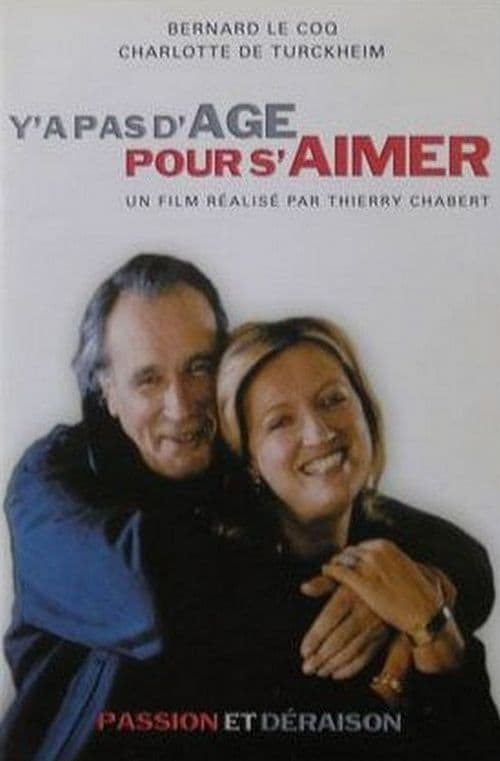 BERNARD LE COQ
CHARLOTTE DE TURCKHEIM
Y'A PAS D'AGE
POUR S'AIMER
UN FILM RÉALISÉ PAR THIERRY CHABERT
PASSION ET DÉRAISON